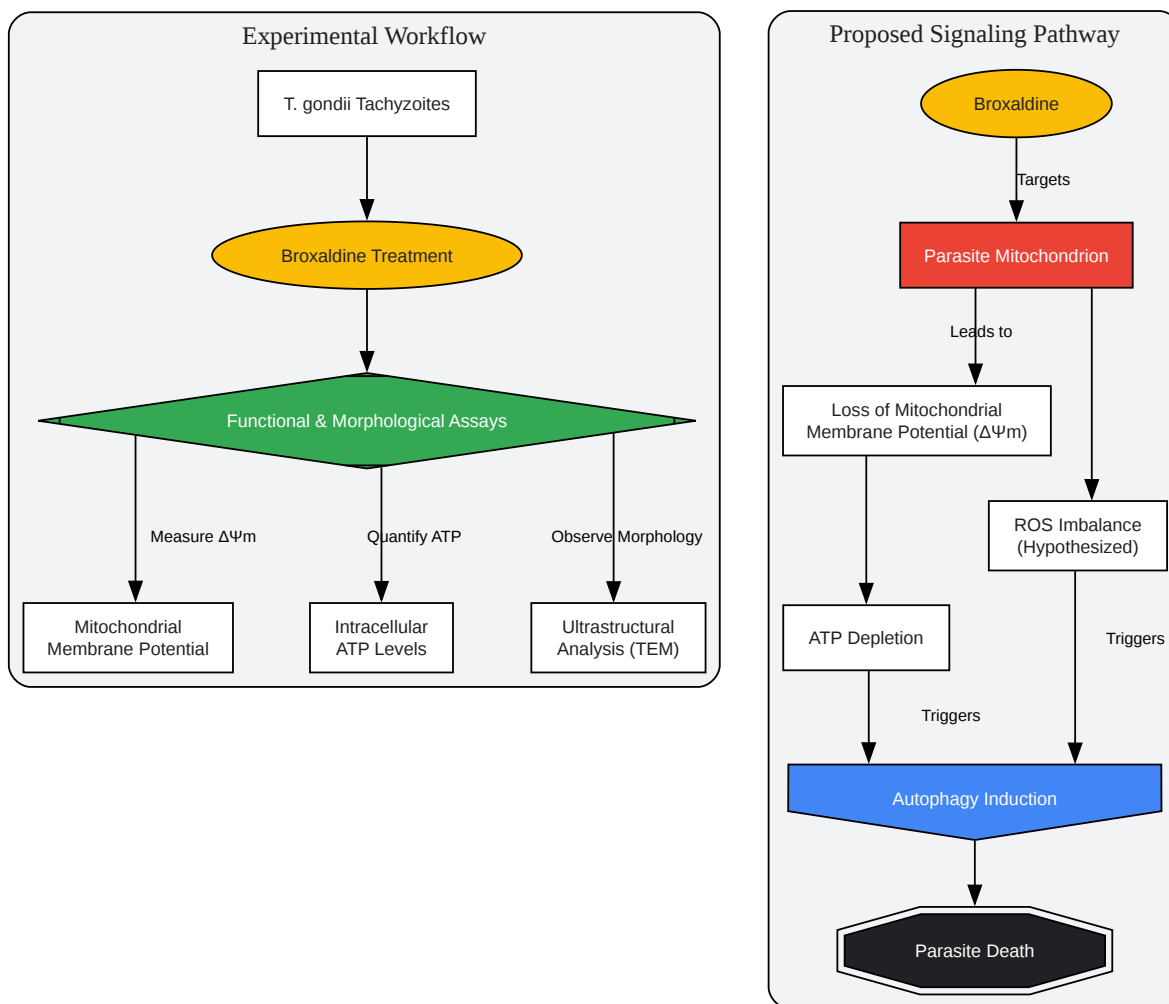 Experimental Workflow
T. gondii Tachyzoites
Broxaldine Treatment
Functional & Morphological Assays
Measure ΔΨm
Quantify ATP
Observe Morphology
Mitochondrial
Membrane Potential
Intracellular
ATP Levels
Ultrastructural
Analysis (TEM)
Proposed Signaling Pathway
Broxaldine
Targets
Parasite Mitochondrion
Leads to
Loss of Mitochondrial
Membrane Potential (ΔΨm)
ROS Imbalance
(Hypothesized)
ATP Depletion
Triggers
Triggers
Autophagy Induction
Parasite Death